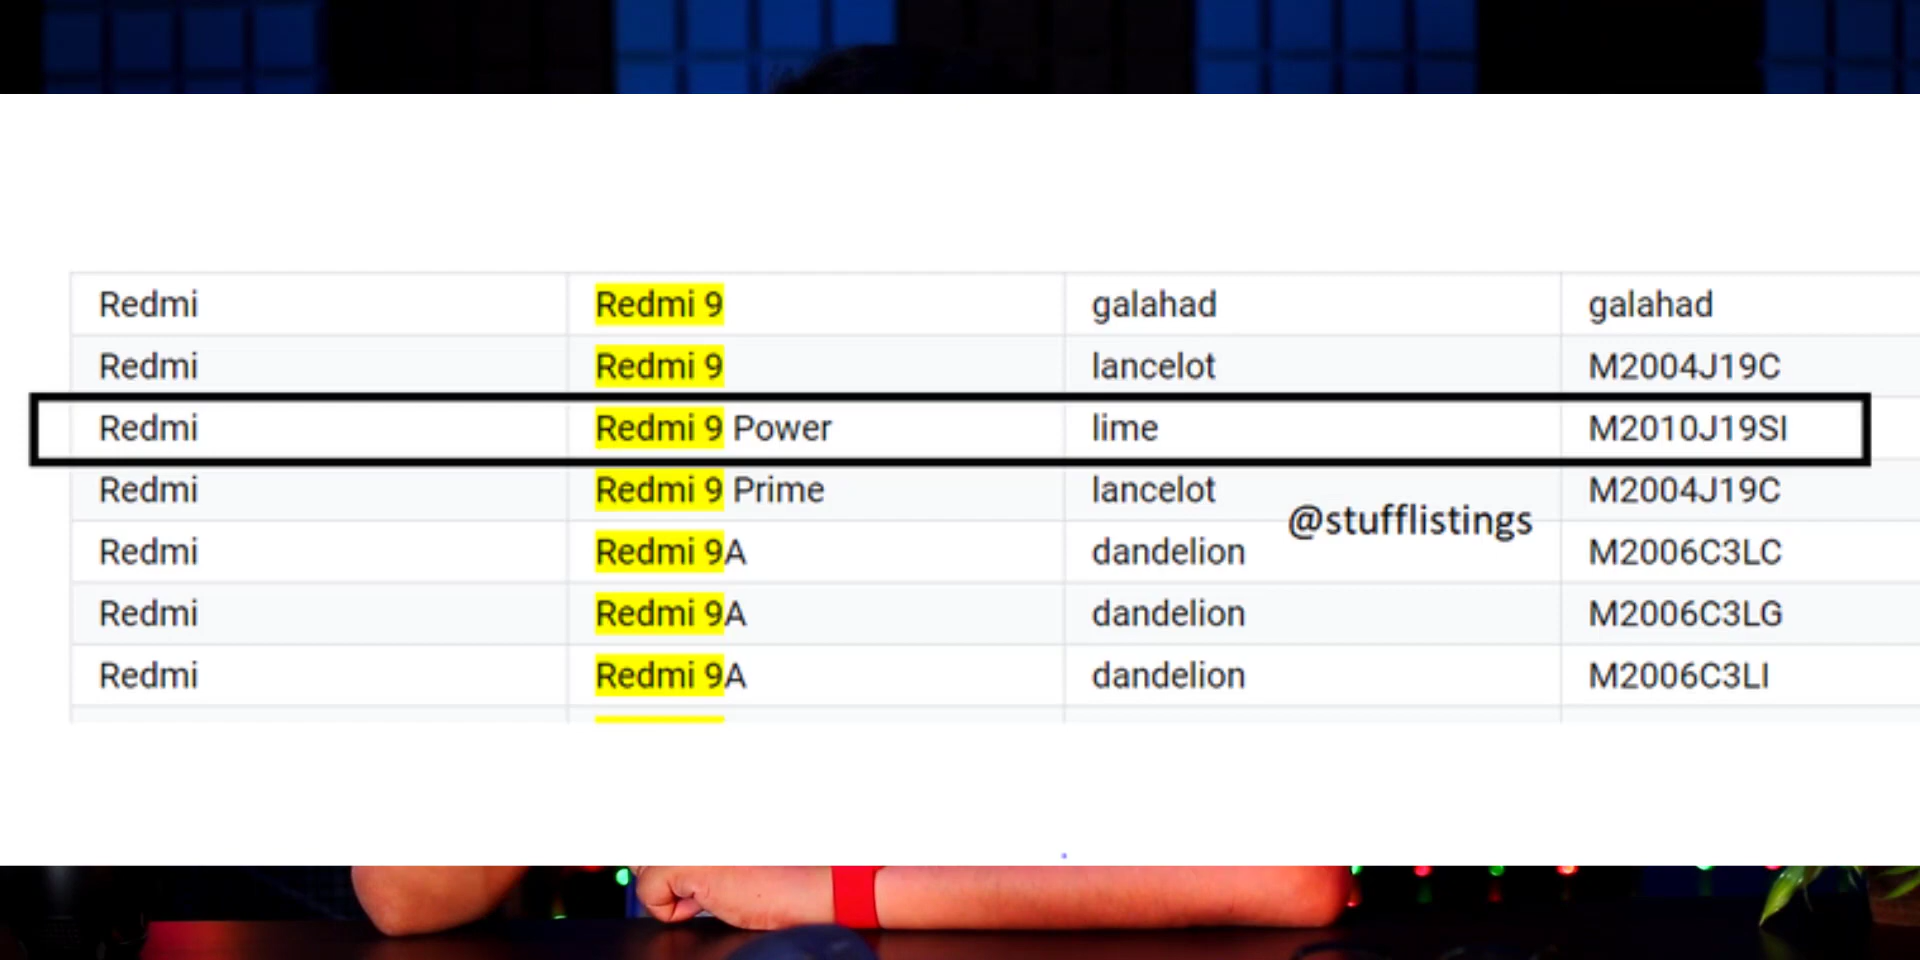 Redmi Redmi 9 galahad galahad
Redmi Redmi 9 lancelot M2004J19C
Redmi Redmi 9 Power lime M2010J19SI
Redmi Redmi 9 Prime lancelot M2004J19C
@stufflistings
Redmi Redmi 9A dandelion M2006C3LC
Redmi Redmi 9A dandelion M2006C3LG
Redmi Redmi 9A dandelion M2006C3LI